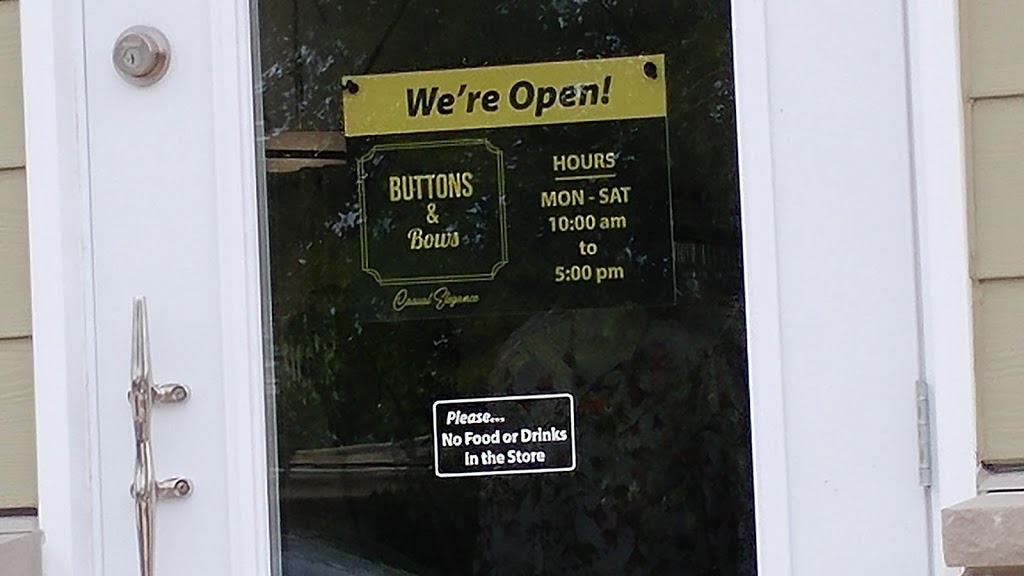 We're Open!
BUTTONS
&
Bows
Casual Elegance
HOURS
MON - SAT
10:00 am
to
5:00 pm
Please...
No Food or Drinks
in the Store